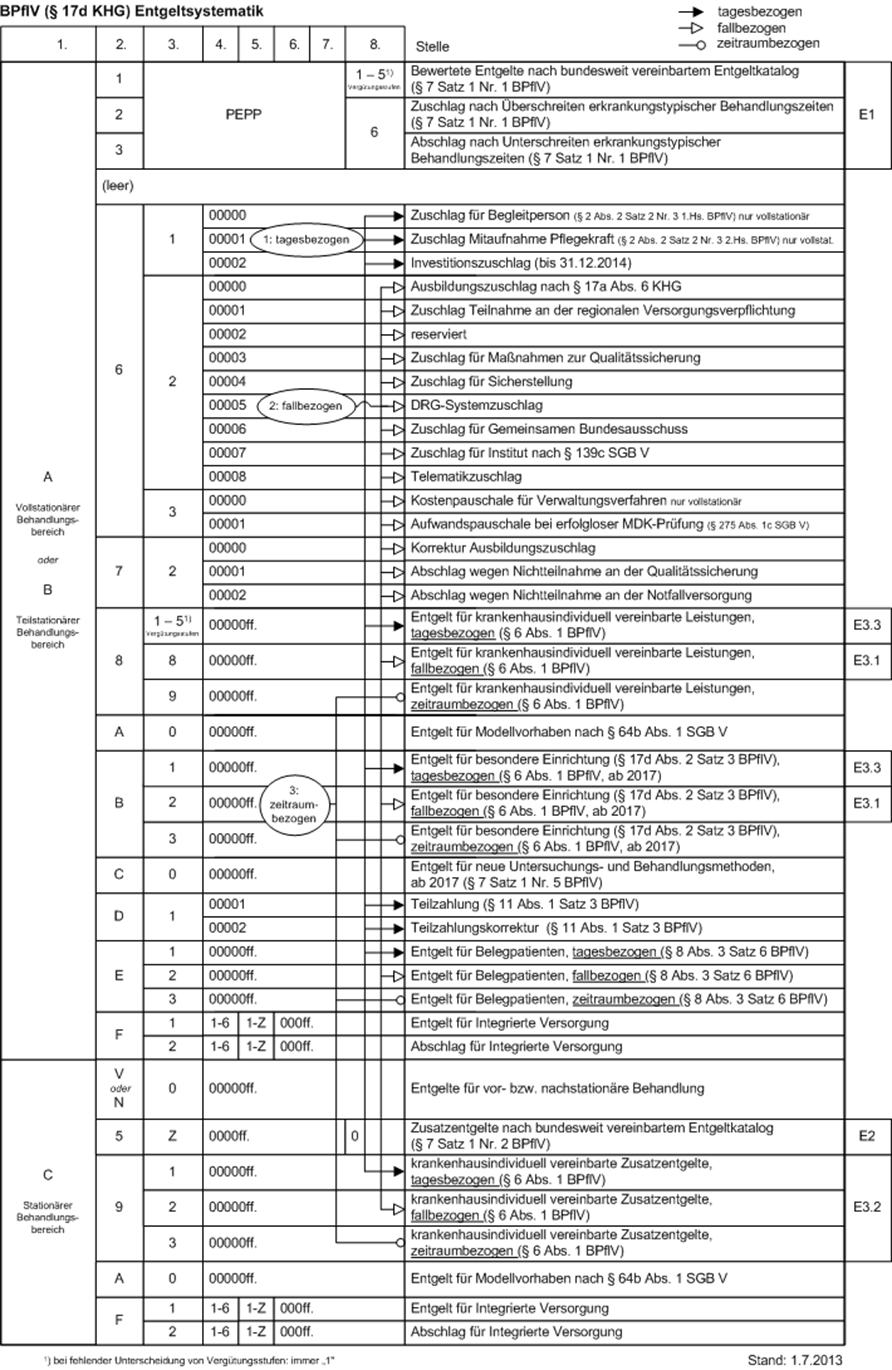 BPflV (§ 17d KHG) Entgeltsystematik
tagesbezogen
fallbezogen
zeitraumbezogen
1. 2. 3. 4. 5. 6. 7. 8. Stelle
A
Vollstationärer
Behandlungs-
bereich
oder
B
Teilstationärer
Behandlungs-
bereich
1 PEPP 1 – 5¹⁾
Vergütungsstufen
Bewertete Entgelte nach bundesweit vereinbartem Entgeltkatalog
(§ 7 Satz 1 Nr. 1 BPflV)
E1
2 6 Zuschlag nach Überschreiten erkrankungstypischer Behandlungszeiten
(§ 7 Satz 1 Nr. 1 BPflV)
3 Abschlag nach Unterschreiten erkrankungstypischer
Behandlungszeiten (§ 7 Satz 1 Nr. 1 BPflV)
(leer)
6 1 00000 Zuschlag für Begleitperson (§ 2 Abs. 2 Satz 2 Nr. 3 1.Hs. BPflV) nur vollstationär
00001 1: tagesbezogen Zuschlag Mitaufnahme Pflegekraft (§ 2 Abs. 2 Satz 2 Nr. 3 2.Hs. BPflV) nur vollstat.
00002 Investitionszuschlag (bis 31.12.2014)
2 00000 Ausbildungszuschlag nach § 17a Abs. 6 KHG
00001 Zuschlag Teilnahme an der regionalen Versorgungsverpflichtung
00002 reserviert
00003 Zuschlag für Maßnahmen zur Qualitätssicherung
00004 Zuschlag für Sicherstellung
00005 2: fallbezogen DRG-Systemzuschlag
00006 Zuschlag für Gemeinsamen Bundesausschuss
00007 Zuschlag für Institut nach § 139c SGB V
00008 Telematikzuschlag
3 00000 Kostenpauschale für Verwaltungsverfahren nur vollstationär
00001 Aufwandspauschale bei erfolgloser MDK-Prüfung (§ 275 Abs. 1c SGB V)
7 2 00000 Korrektur Ausbildungszuschlag
00001 Abschlag wegen Nichtteilnahme an der Qualitätssicherung
00002 Abschlag wegen Nichtteilnahme an der Notfallversorgung
8 1 – 5¹⁾
Vergütungsstufen
00000ff. Entgelt für krankenhausindividuell vereinbarte Leistungen,
tagesbezogen (§ 6 Abs. 1 BPflV)
E3.3
8 00000ff. Entgelt für krankenhausindividuell vereinbarte Leistungen,
fallbezogen (§ 6 Abs. 1 BPflV)
E3.1
9 00000ff. Entgelt für krankenhausindividuell vereinbarte Leistungen,
zeitraumbezogen (§ 6 Abs. 1 BPflV)
A 0 00000ff. Entgelt für Modellvorhaben nach § 64b Abs. 1 SGB V
B 1 00000ff. Entgelt für besondere Einrichtung (§ 17d Abs. 2 Satz 3 BPflV),
tagesbezogen (§ 6 Abs. 1 BPflV, ab 2017)
E3.3
2 00000ff. 3:
zeitraum-
bezogen
Entgelt für besondere Einrichtung (§ 17d Abs. 2 Satz 3 BPflV),
fallbezogen (§ 6 Abs. 1 BPflV, ab 2017)
E3.1
3 00000ff. Entgelt für besondere Einrichtung (§ 17d Abs. 2 Satz 3 BPflV),
zeitraumbezogen (§ 6 Abs. 1 BPflV, ab 2017)
C 0 00000ff. Entgelt für neue Untersuchungs- und Behandlungsmethoden,
ab 2017 (§ 7 Satz 1 Nr. 5 BPflV)
D 1 00001 Teilzahlung (§ 11 Abs. 1 Satz 3 BPflV)
00002 Teilzahlungskorrektur (§ 11 Abs. 1 Satz 3 BPflV)
E 1 00000ff. Entgelt für Belegpatienten, tagesbezogen (§ 8 Abs. 3 Satz 6 BPflV)
2 00000ff. Entgelt für Belegpatienten, fallbezogen (§ 8 Abs. 3 Satz 6 BPflV)
3 00000ff. Entgelt für Belegpatienten, zeitraumbezogen (§ 8 Abs. 3 Satz 6 BPflV)
F 1 1-6 1-Z 000ff. Entgelt für Integrierte Versorgung
2 1-6 1-Z 000ff. Abschlag für Integrierte Versorgung
C
Stationärer
Behandlungs-
bereich
V
oder
N
0 00000ff. Entgelte für vor- bzw. nachstationäre Behandlung
5 Z 0000ff. 0 Zusatzentgelte nach bundesweit vereinbartem Entgeltkatalog
(§ 7 Satz 1 Nr. 2 BPflV)
E2
9 1 00000ff. krankenhausindividuell vereinbarte Zusatzentgelte,
tagesbezogen (§ 6 Abs. 1 BPflV)
2 00000ff. krankenhausindividuell vereinbarte Zusatzentgelte,
fallbezogen (§ 6 Abs. 1 BPflV)
E3.2
3 00000ff. krankenhausindividuell vereinbarte Zusatzentgelte,
zeitraumbezogen (§ 6 Abs. 1 BPflV)
A 0 00000ff. Entgelt für Modellvorhaben nach § 64b Abs. 1 SGB V
F 1 1-6 1-Z 000ff. Entgelt für Integrierte Versorgung
2 1-6 1-Z 000ff. Abschlag für Integrierte Versorgung
¹⁾ bei fehlender Unterscheidung von Vergütungsstufen: immer „1"
Stand: 1.7.2013